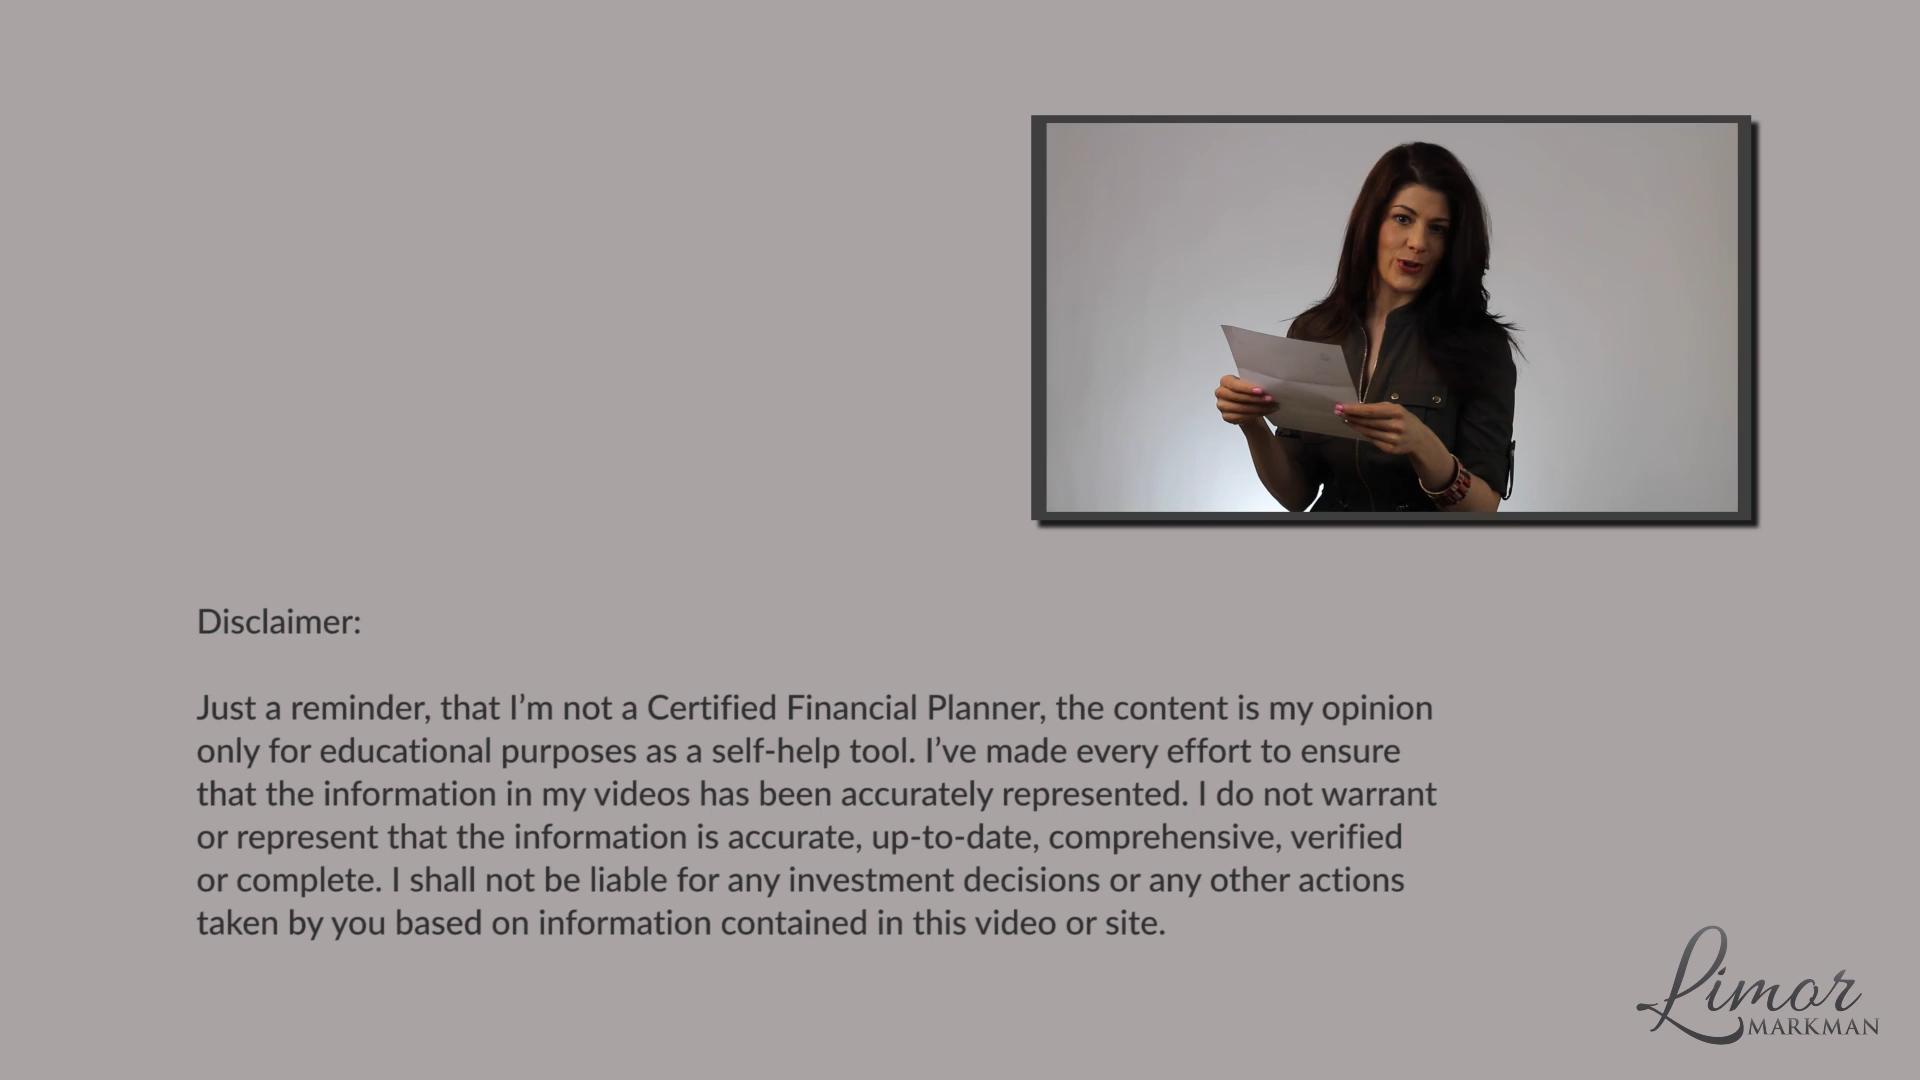 Disclaimer:
Just a reminder, that I’m not a Certified Financial Planner, the content is my opinion
only for educational purposes as a self-help tool. I’ve made every effort to ensure
that the information in my videos has been accurately represented. I do not warrant
or represent that the information is accurate, up-to-date, comprehensive, verified
or complete. I shall not be liable for any investment decisions or any other actions
taken by you based on information contained in this video or site.
Limor
MARKMAN